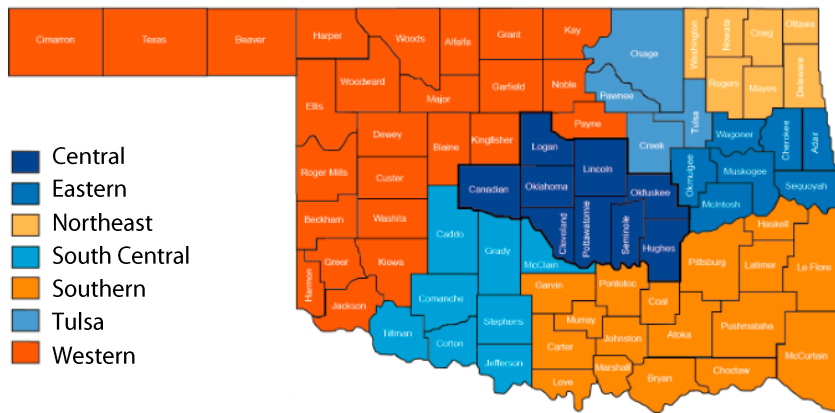 Cimarron
Texas
Beaver
Harper
Woods
Alfalfa
Grant
Kay
Osage
Washington
Nowata
Craig
Ottawa
Woodward
Ellis
Major
Garfield
Noble
Pawnee
Rogers
Mayes
Delaware
Dewey
Blaine
Kingfisher
Logan
Payne
Creek
Tulsa
Wagoner
Cherokee
Adair
Roger Mills
Custer
Canadian
Oklahoma
Lincoln
Okfuskee
Okmulgee
Muskogee
McIntosh
Sequoyah
Beckham
Washita
Caddo
Grady
Cleveland
Pottawatomie
Seminole
Hughes
Haskell
Harmon
Greer
Kiowa
Comanche
McClain
Garvin
Pontotoc
Pittsburg
Latimer
Le Flore
Jackson
Tillman
Cotton
Stephens
Jefferson
Murray
Coal
Carter
Johnston
Atoka
Pushmataha
Love
Marshall
Bryan
Choctaw
McCurtain
Central
Eastern
Northeast
South Central
Southern
Tulsa
Western